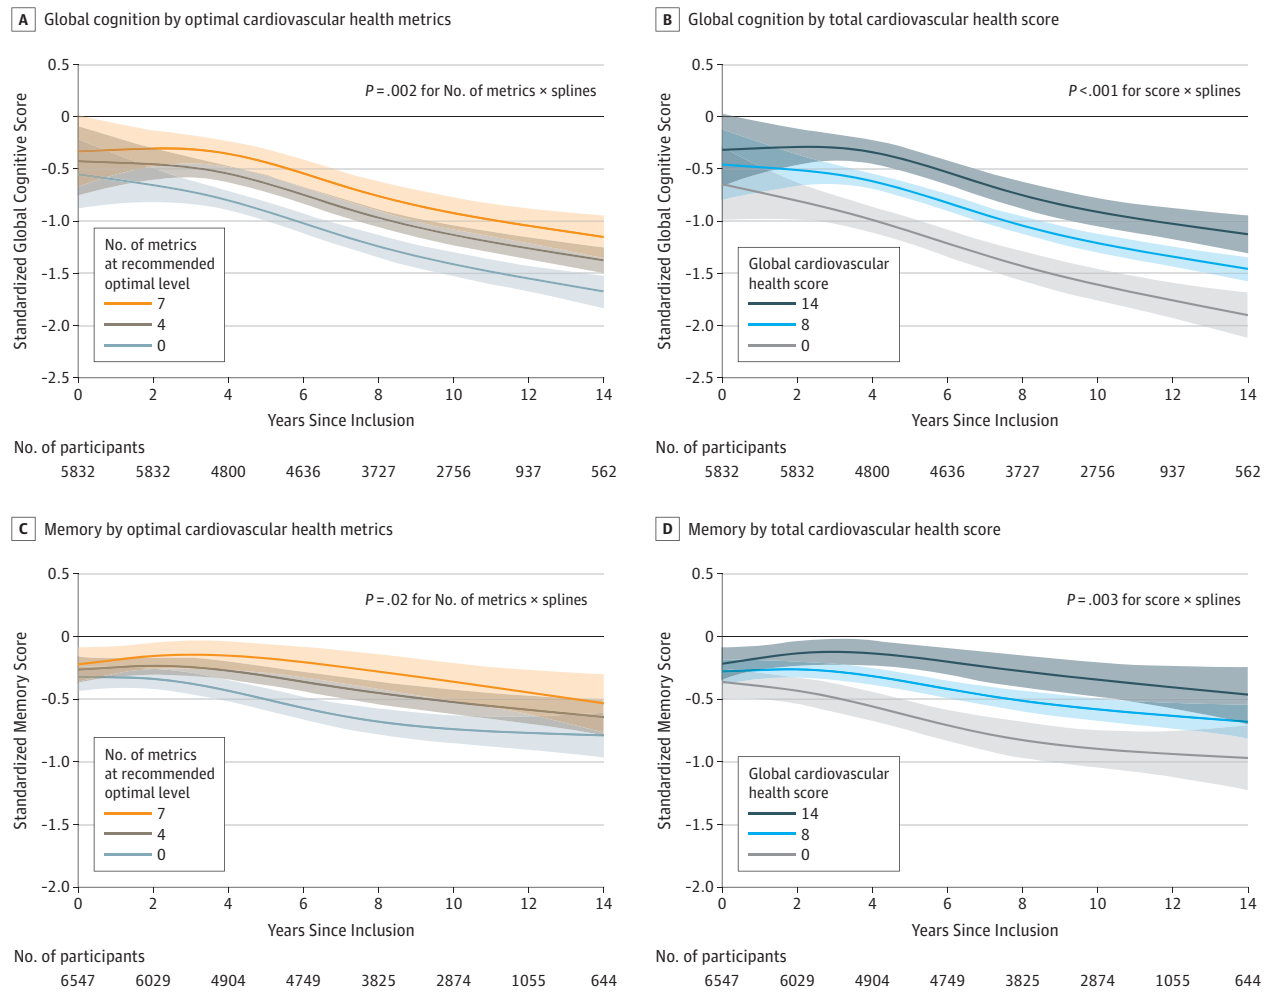 A Global cognition by optimal cardiovascular health metrics
0.5
0
-0.5
-1.0
-1.5
-2.0
-2.5
Standardized Global Cognitive Score
P = .002 for No. of metrics × splines
No. of metrics
at recommended
optimal level
7
4
0
0 2 4 6 8 10 12 14
Years Since Inclusion
No. of participants
5832 5832 4800 4636 3727 2756 937 562
B Global cognition by total cardiovascular health score
0.5
0
-0.5
-1.0
-1.5
-2.0
-2.5
Standardized Global Cognitive Score
P <.001 for score × splines
Global cardiovascular
health score
14
8
0
0 2 4 6 8 10 12 14
Years Since Inclusion
No. of participants
5832 5832 4800 4636 3727 2756 937 562
C Memory by optimal cardiovascular health metrics
0.5
0
-0.5
-1.0
-1.5
-2.0
Standardized Memory Score
P = .02 for No. of metrics × splines
No. of metrics
at recommended
optimal level
7
4
0
0 2 4 6 8 10 12 14
Years Since Inclusion
No. of participants
6547 6029 4904 4749 3825 2874 1055 644
D Memory by total cardiovascular health score
0.5
0
-0.5
-1.0
-1.5
-2.0
Standardized Memory Score
P = .003 for score × splines
Global cardiovascular
health score
14
8
0
0 2 4 6 8 10 12 14
Years Since Inclusion
No. of participants
6547 6029 4904 4749 3825 2874 1055 644